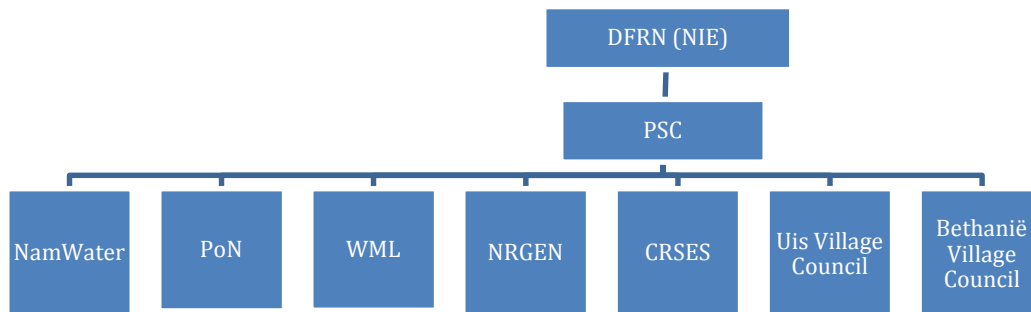 DFRN (NIE)
PSC
NamWater
PoN
WML
NRGEN
CRSES
Uis Village
Council
Bethanië
Village
Council